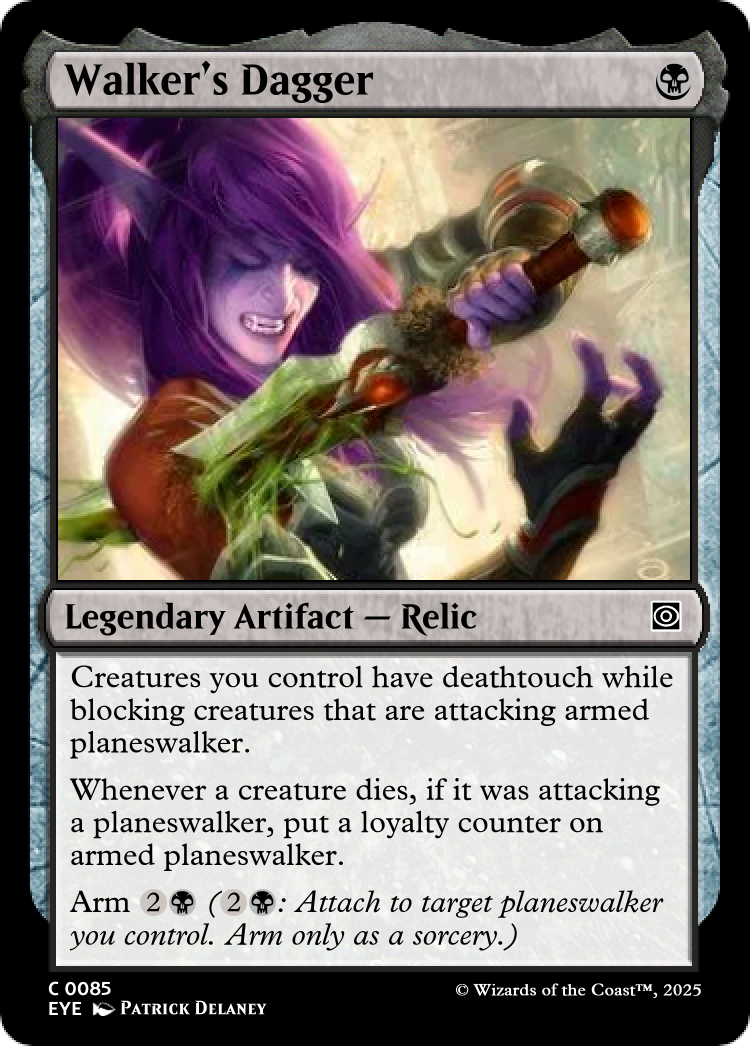 Walker's Dagger
Legendary Artifact — Relic
Creatures you control have deathtouch while
blocking creatures that are attacking armed
planeswalker.
Whenever a creature dies, if it was attacking
a planeswalker, put a loyalty counter on
armed planeswalker.
Arm 2 (2: Attach to target planeswalker
you control. Arm only as a sorcery.)
C 0085
© Wizards of the Coast™, 2025
EYE Patrick Delaney